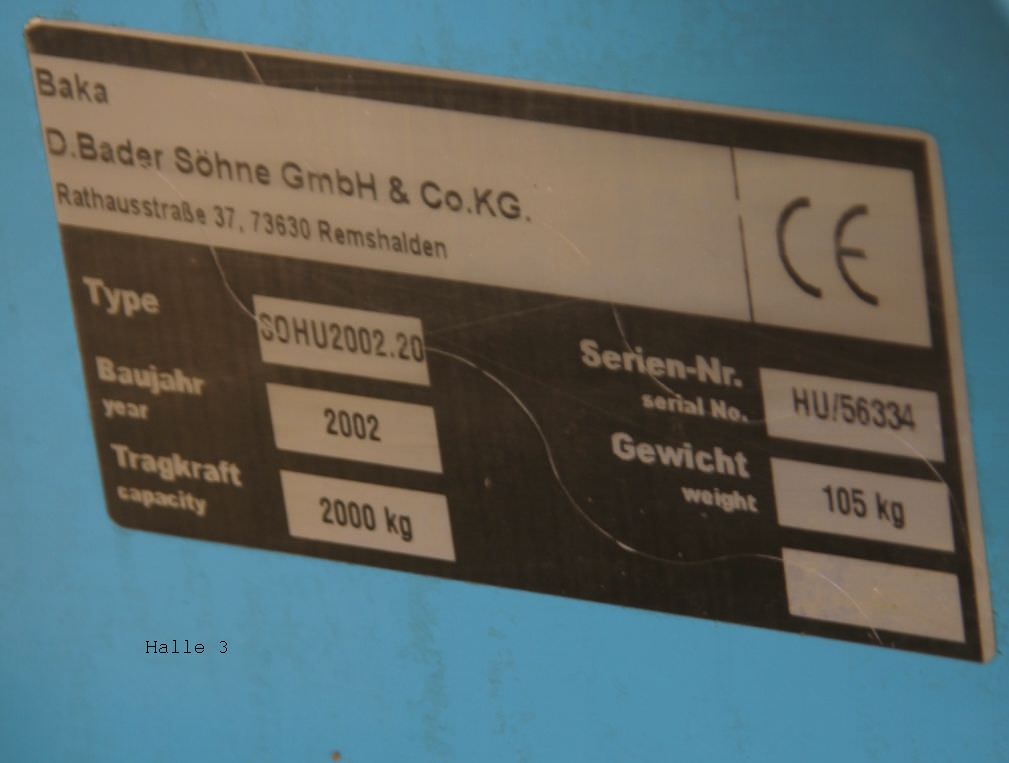 Baka
D.Bader Söhne GmbH & Co.KG.
Rathausstraße 37, 73630 Remshalden
CE
Type SOHU2002.20
Baujahr
year
2002
Tragkraft
capacity
2000 kg
Serien-Nr.
serial No.
HU/56334
Gewicht
weight
105 kg
Halle 3